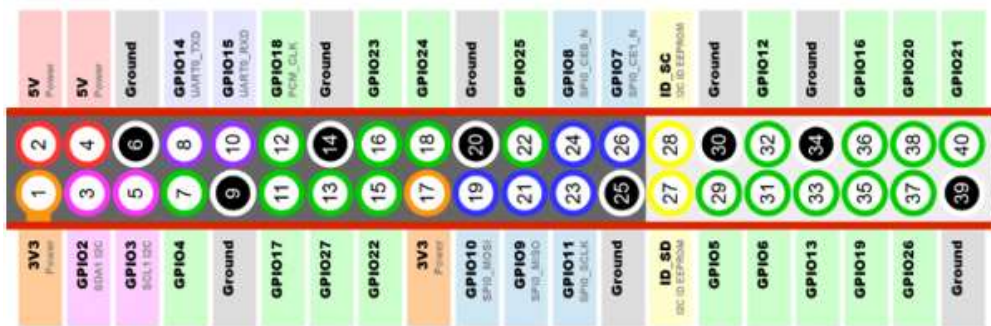 5V
Power
5V
Power
Ground
GPIO14
UART0_TXD
GPIO15
UART0_RXD
GPIO18
PCM_CLK
Ground
GPIO23
GPIO24
Ground
GPIO25
GPIO8
SPI0_CE0_N
GPIO7
SPI0_CE1_N
ID_SC
I2C ID EEPROM
Ground
GPIO12
Ground
GPIO16
GPIO20
GPIO21
2 4 6 8 10 12 14 16 18 20 22 24 26 28 30 32 34 36 38 40
1 3 5 7 9 11 13 15 17 19 21 23 25 27 29 31 33 35 37 39
3V3
Power
GPIO2
SDA1 I2C
GPIO3
SCL1 I2C
GPIO4
Ground
GPIO17
GPIO27
GPIO22
3V3
Power
GPIO10
SPI0_MOSI
GPIO9
SPI0_MISO
GPIO11
SPI0_SCLK
Ground
ID_SD
I2C ID EEPROM
GPIO5
GPIO6
GPIO13
GPIO19
GPIO26
Ground